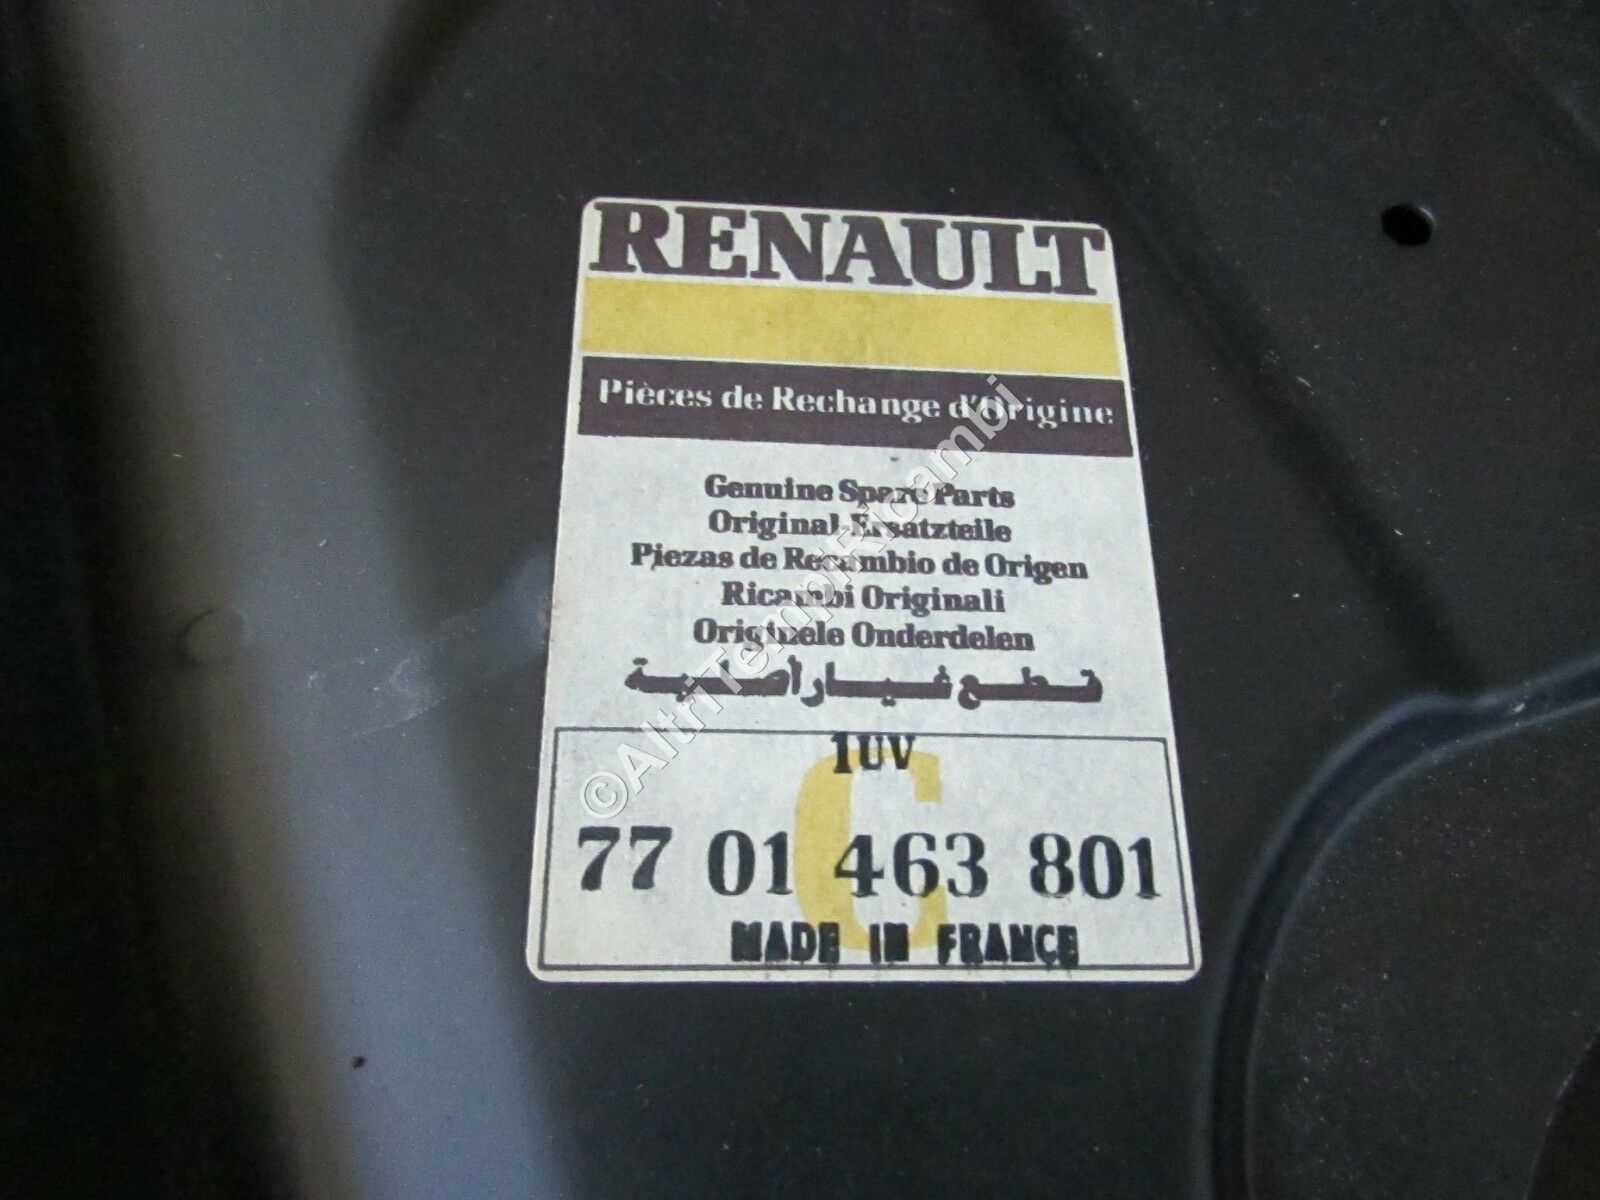 RENAULT
Pièces de Rechange d'Origine
Genuine Spare Parts
Original-Ersatzteile
Piezas de Recambio de Origen
Ricambi Originali
Originele Onderdelen
قطع غيار أصلية
1UV
C
77 01 463 801
MADE IN FRANCE
©AltriTempiRicambi